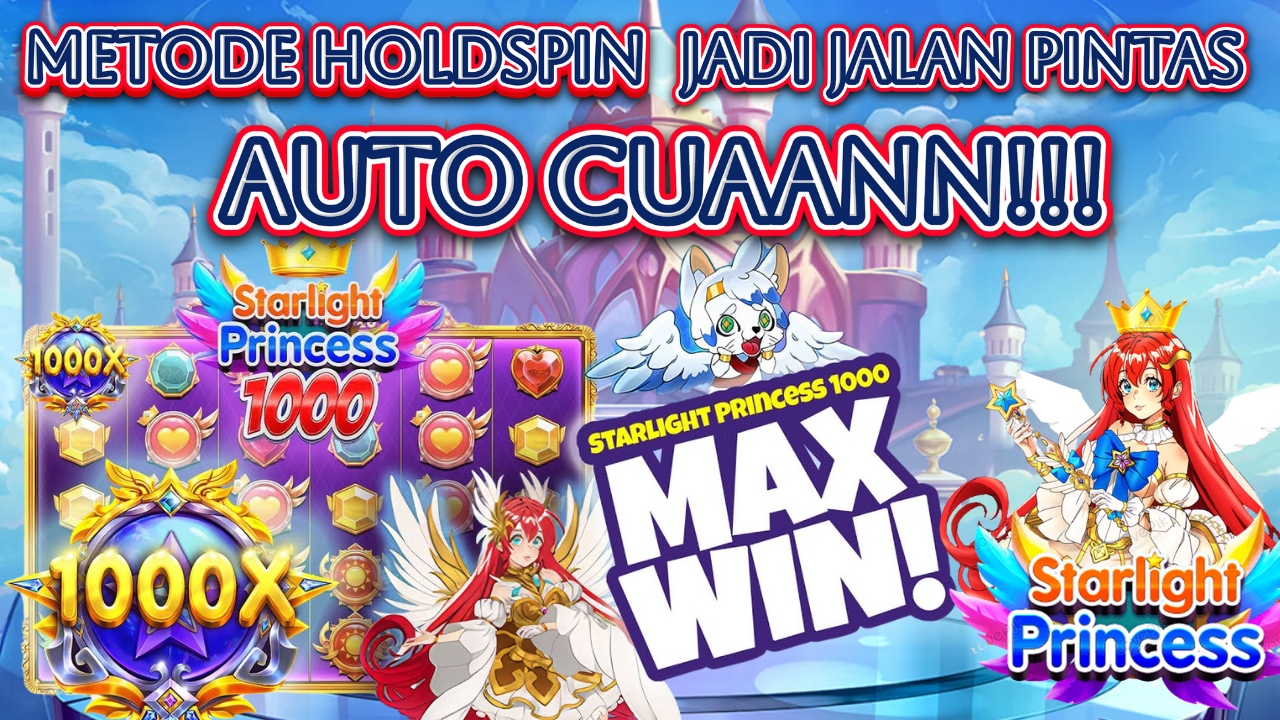 METODE HOLDSPIN JADI JALAN PINTAS
AUTO CUAANN!!!
Starlight
Princess
1000
1000X
1000X
STARLIGHT PRINCESS 1000
MAX
WIN!
Starlight
Princess